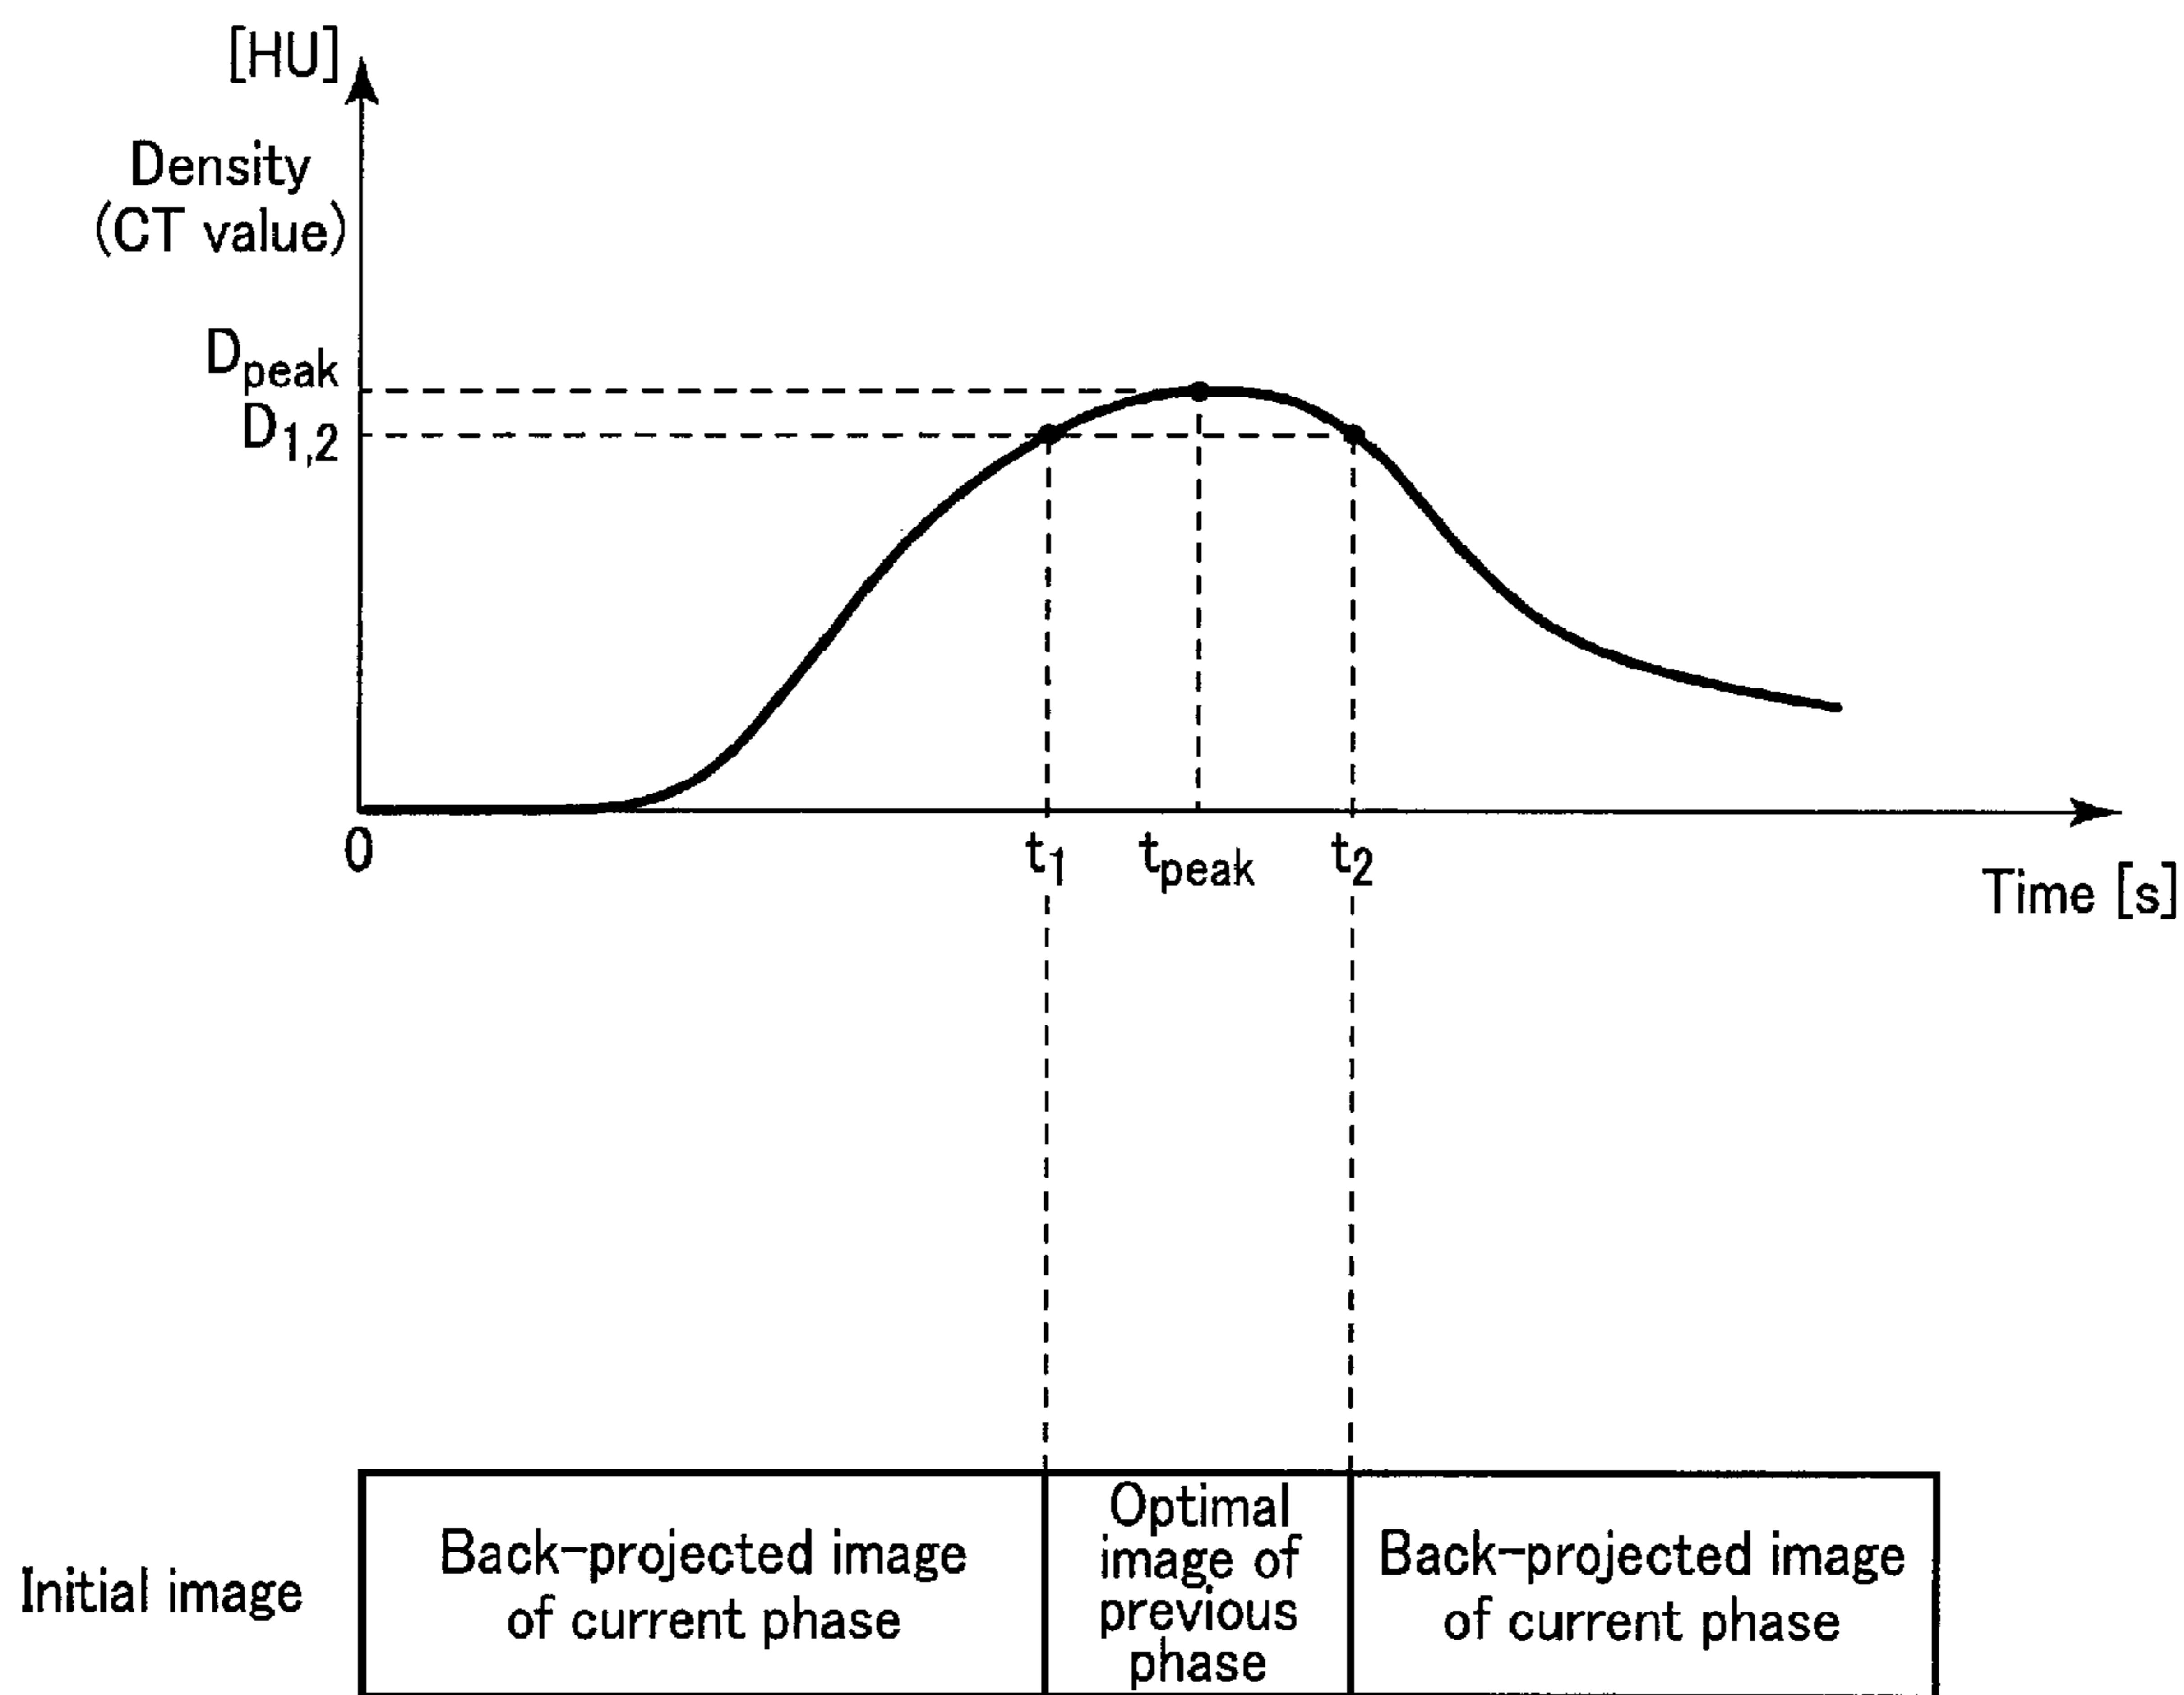 [HU]
Density
(CT value)
Dpeak
D1,2
0
t1
tpeak
t2
Time [s]
Initial image
Back-projected image
of current phase
Optimal
image of
previous
phase
Back-projected image
of current phase